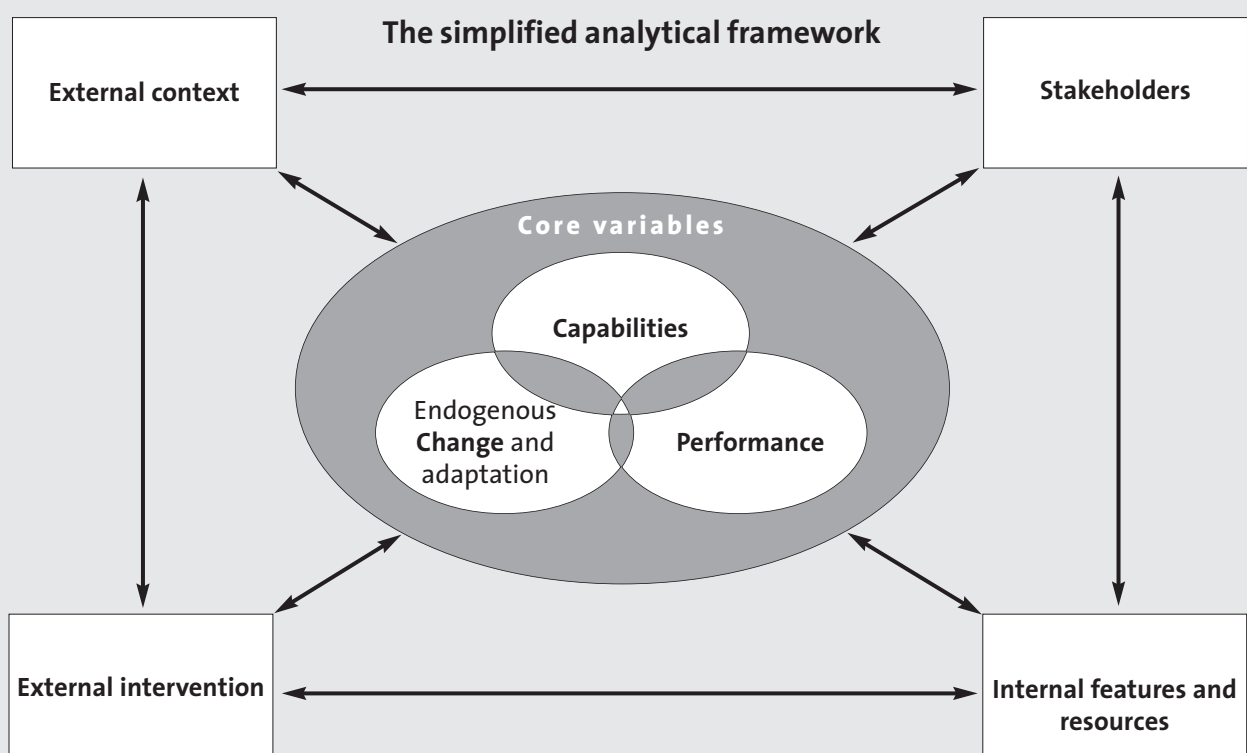 The simplified analytical framework
External context
Stakeholders
Core variables
Capabilities
Endogenous
Change and
adaptation
Performance
External intervention
Internal features and
resources